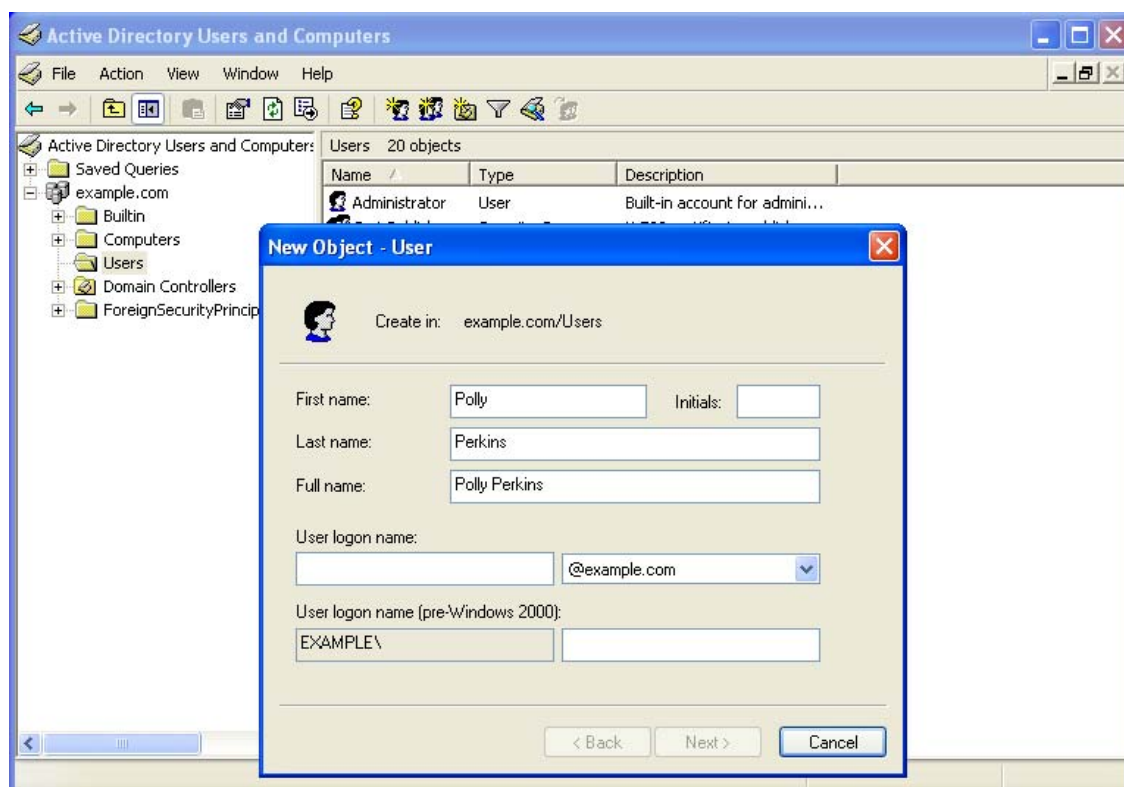 Active Directory Users and Computers
File Action View Window Help
Active Directory Users and Computer:
Users 20 objects
Saved Queries
Name Type Description
example.com
Administrator User Built-in account for admini...
Builtin
Computers
Users
Domain Controllers
ForeignSecurityPrincip
New Object - User
Create in: example.com/Users
First name: Polly Initials:
Last name: Perkins
Full name: Polly Perkins
User logon name:
@example.com
User logon name (pre-Windows 2000):
EXAMPLE\
< Back Next > Cancel